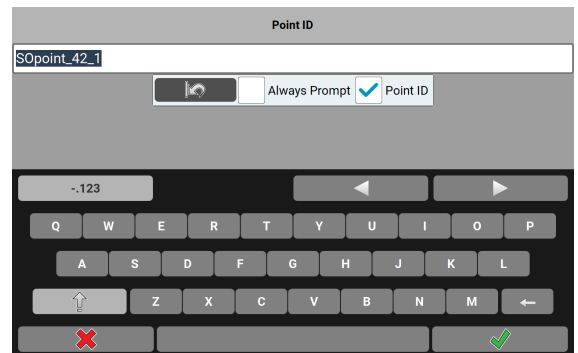 Point ID
SOpoint_42_1
Always Prompt Point ID
-.123
Q W E R T Y U I O P
A S D F G H J K L
Z X C V B N M